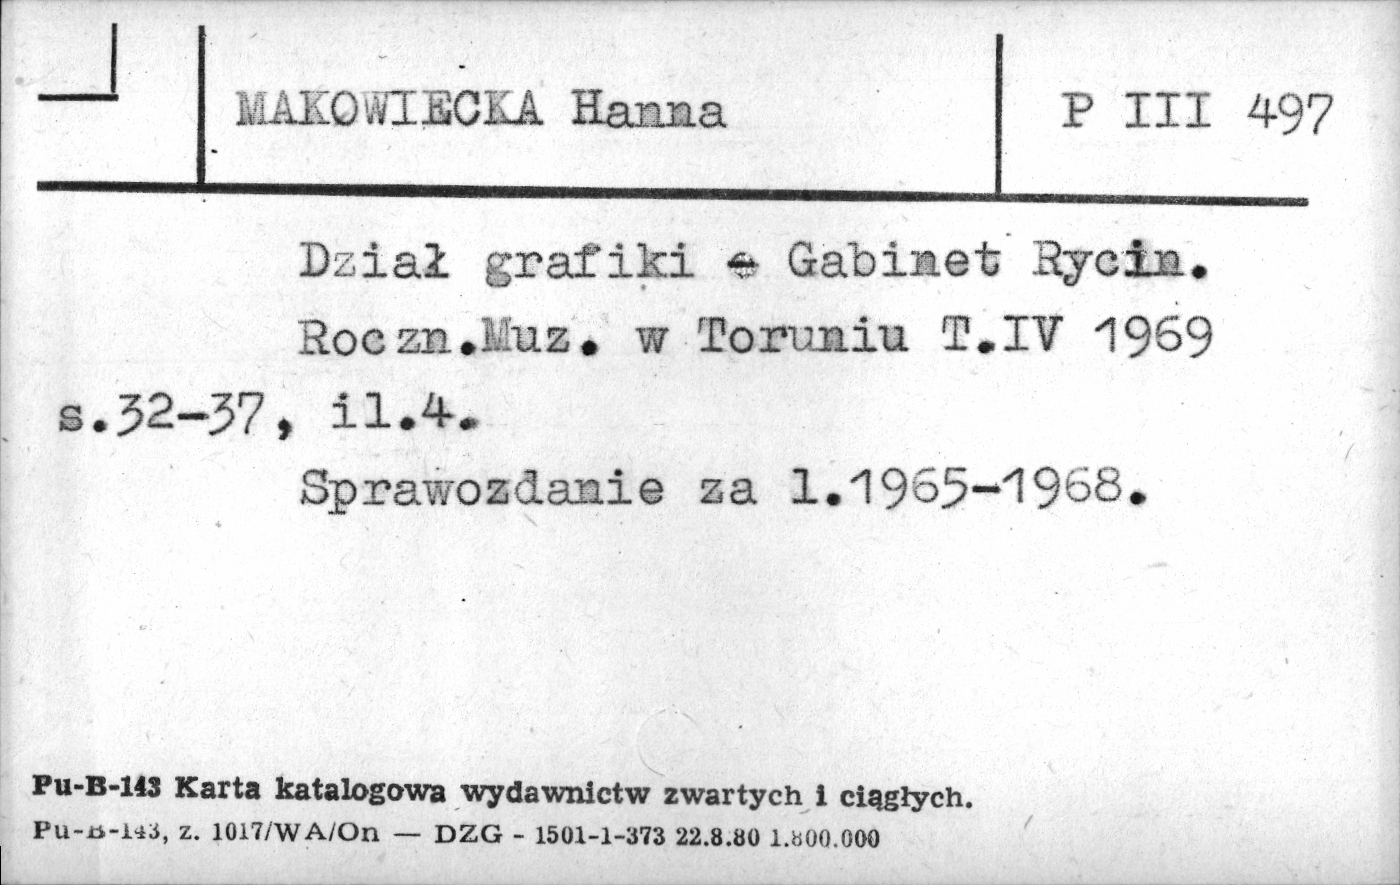 MAKOWIECKA Hanna
P III 497
Dział grafiki - Gabinet Rycin.
Roczn.Muz. w Toruniu T.IV 1969
s.32-37, il.4.
Sprawozdanie za l.1965-1968.
Pu-B-143 Karta katalogowa wydawnictw zwartych i ciągłych.
Pu-B-143, z. 1017/WA/On — DZG - 1501-1-373 22.8.80 1.800.000